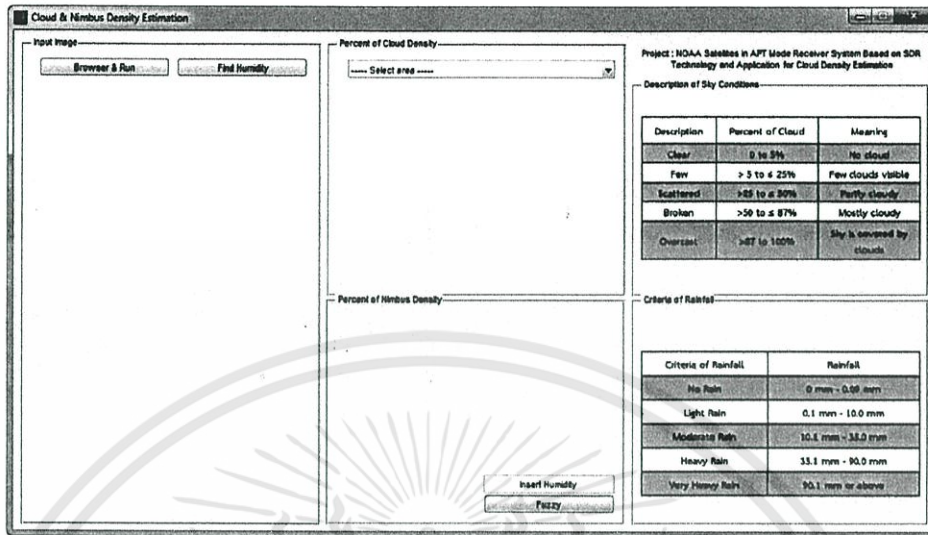 Cloud & Nimbus Density Estimation
Input Image
Browser & Run
Find Humidity
Percent of Cloud Density
----- Select area -----
Percent of Nimbus Density
Insert Humidity
Fuzzy
Project : NOAA Satelites in APT Mode Receiver System Based on SDR
Technology and Application for Cloud Density Estimation
Description of Sky Conditions
Description Percent of Cloud Meaning
Clear 0 to 5% No cloud
Few > 5 to ≤ 25% Few clouds visible
Scattered >25 to ≤ 50% Partly cloudy
Broken >50 to ≤ 87% Mostly cloudy
Overcast >87 to 100% Sky is covered by
clouds
Criteria of Rainfall
Criteria of Rainfall Rainfall
No Rain 0 mm - 0.09 mm
Light Rain 0.1 mm - 10.0 mm
Moderate Rain 10.1 mm - 35.0 mm
Heavy Rain 35.1 mm - 90.0 mm
Very Heavy Rain 90.1 mm or above